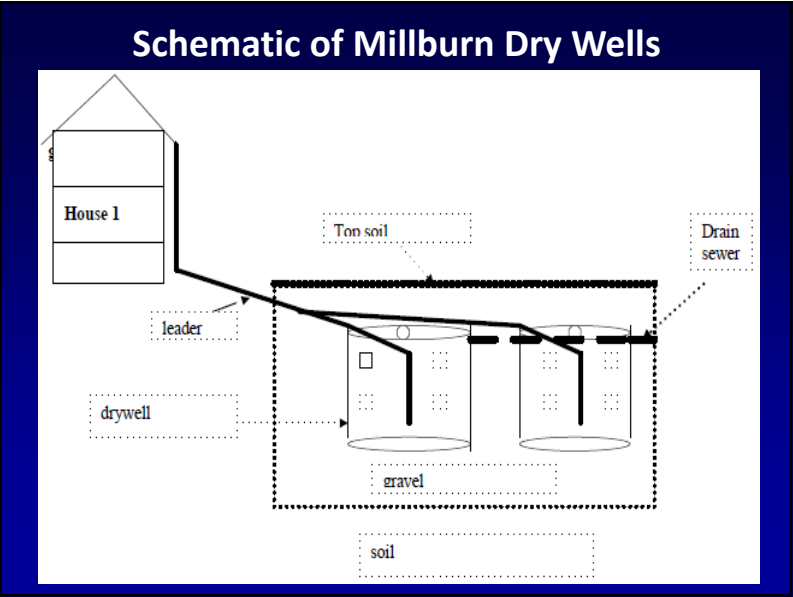 Schematic of Millburn Dry Wells
House 1
Top soil
Drain
sewer
leader
drywell
gravel
soil